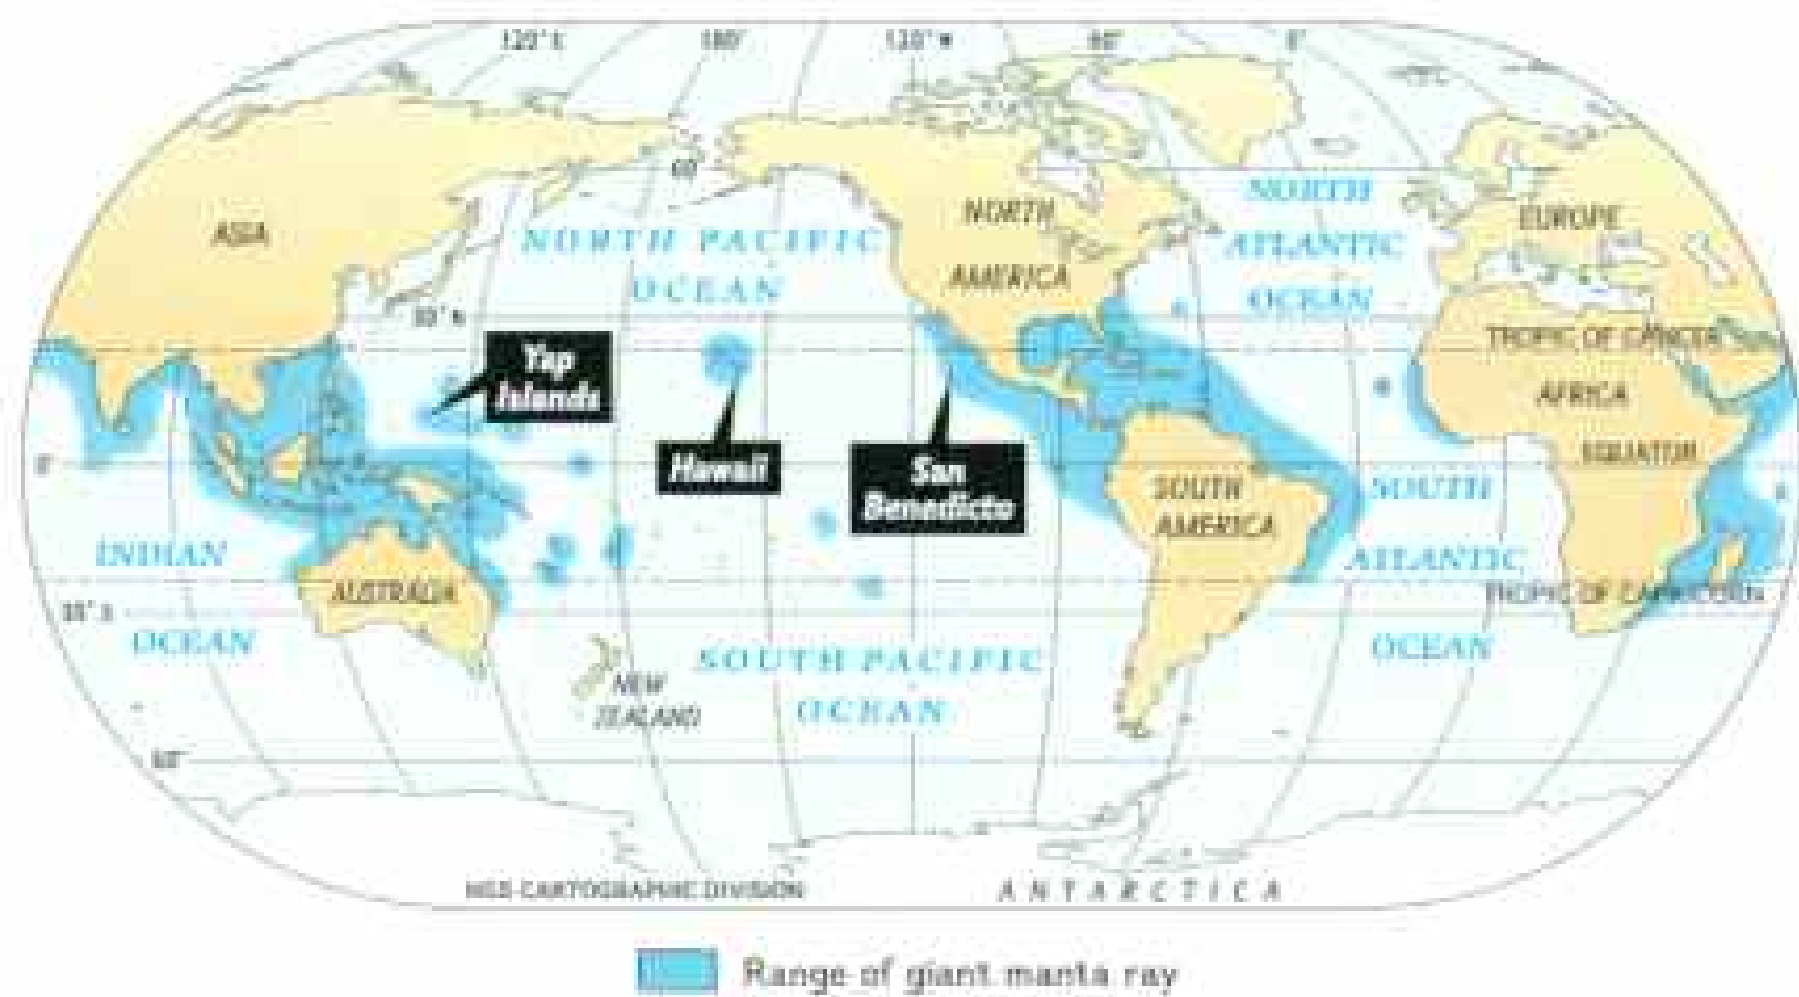 120° E 180° 120° W 60° 0°
60°
NORTH
ATLANTIC
OCEAN
ASIA
NORTH
AMERICA
EUROPE
NORTH PACIFIC
OCEAN
30° N
TROPIC OF CANCER
Yap
Islands
AFRICA
Hawaii
San
Benedicto
0°
EQUATOR
SOUTH
AMERICA
SOUTH
ATLANTIC
OCEAN
INDIAN
OCEAN
AUSTRALIA
TROPIC OF CAPRICORN
30° S
SOUTH PACIFIC
OCEAN
NEW
ZEALAND
60°
NGS CARTOGRAPHIC DIVISION
ANTARCTICA
Range of giant manta ray